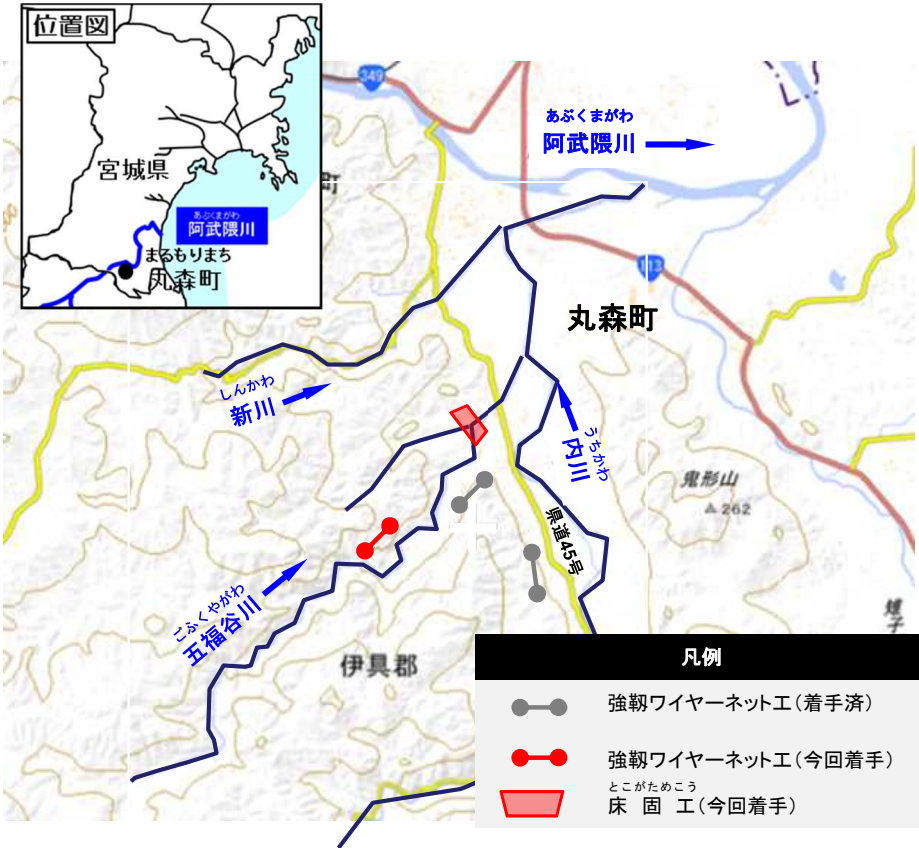 位置図
宮城県
あぶくまがわ
阿武隈川
まるもりまち
丸森町
349
あぶくまがわ
阿武隈川
町
113
丸森町
しんかわ
新川
うちかわ
内川
鬼形山
262
県道45号
ごふくやがわ
五福谷川
伊具郡
雉子
凡例
強靱ワイヤーネット工(着手済)
強靱ワイヤーネット工(今回着手)
とこがためこう
床 固 工(今回着手)